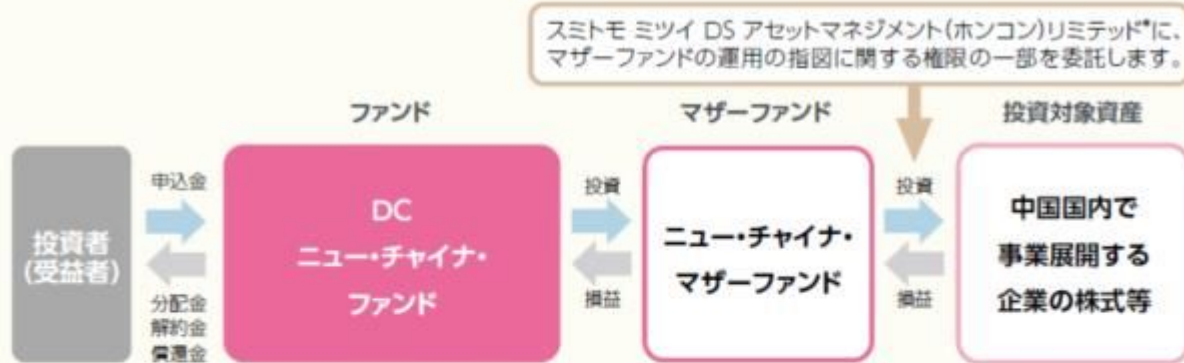 スミトモ ミツイ DS アセットマネジメント(ホンコン)リミテッド*に、
マザーファンドの運用の指図に関する権限の一部を委託します。
ファンド
マザーファンド
投資対象資産
投資者
(受益者)
申込金
分配金
解約金
償還金
DC
ニュー・チャイナ・
ファンド
投資
損益
ニュー・チャイナ・
マザーファンド
投資
損益
中国国内で
事業展開する
企業の株式等